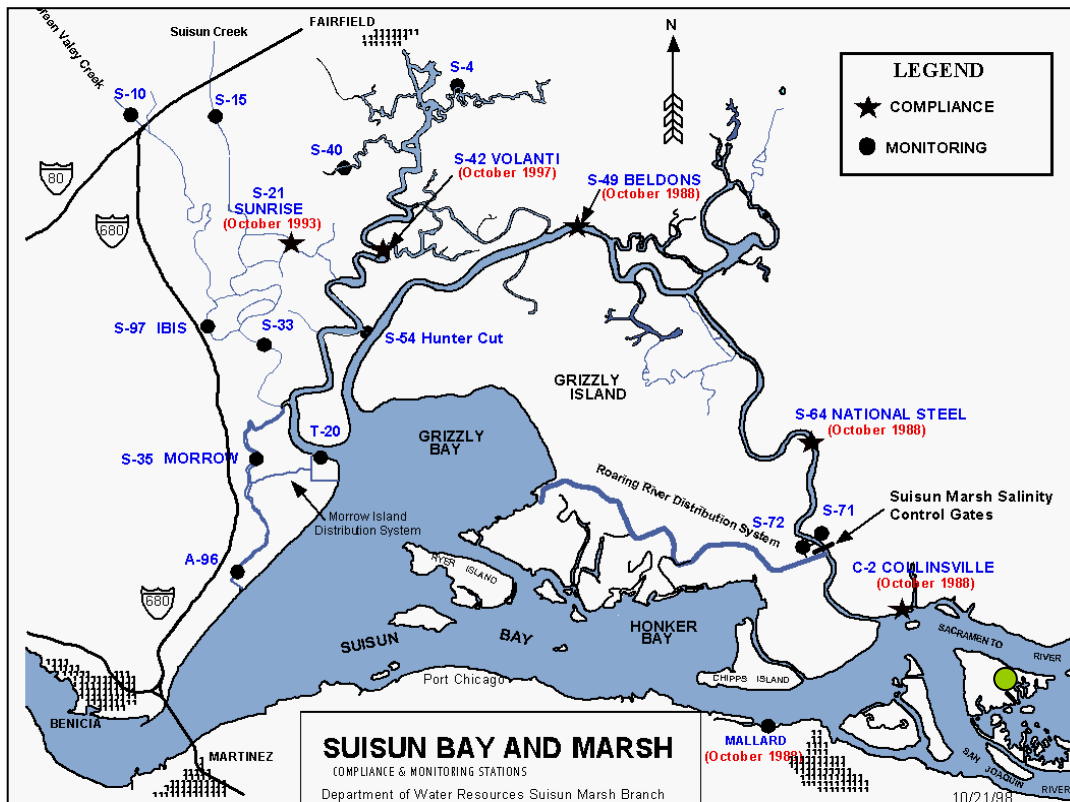 FAIRFIELD
Green Valey Creek
Suisun Creek
N
LEGEND
COMPLIANCE
MONITORING
S-4
S-10
S-15
S-40
S-42 VOLANTI
(October 1997)
S-49 BELDONS
(October 1988)
80
S-21
SUNRISE
(October 1993)
680
S-97 IBIS
S-33
S-54 Hunter Cut
GRIZZLY
ISLAND
S-64 NATIONAL STEEL
(October 1988)
T-20
GRIZZLY
BAY
S-35 MORROW
Roaring River Distribution System
Suisun Marsh Salinity
Control Gates
S-71
S-72
Morrow Island
Distribution System
A-96
C-2 COLLINSVILLE
(October 1988)
RYER ISLAND
680
SUISUN
BAY
HONKER
BAY
SACRAMENTO
RIVER
Port Chicago
CHIPPS ISLAND
BENICIA
MARTINEZ
MALLARD
(October 1988)
SAN JOAQUIN
RIVER
SUISUN BAY AND MARSH
COMPLIANCE & MONITORING STATIONS
Department of Water Resources Suisun Marsh Branch
10/21/98